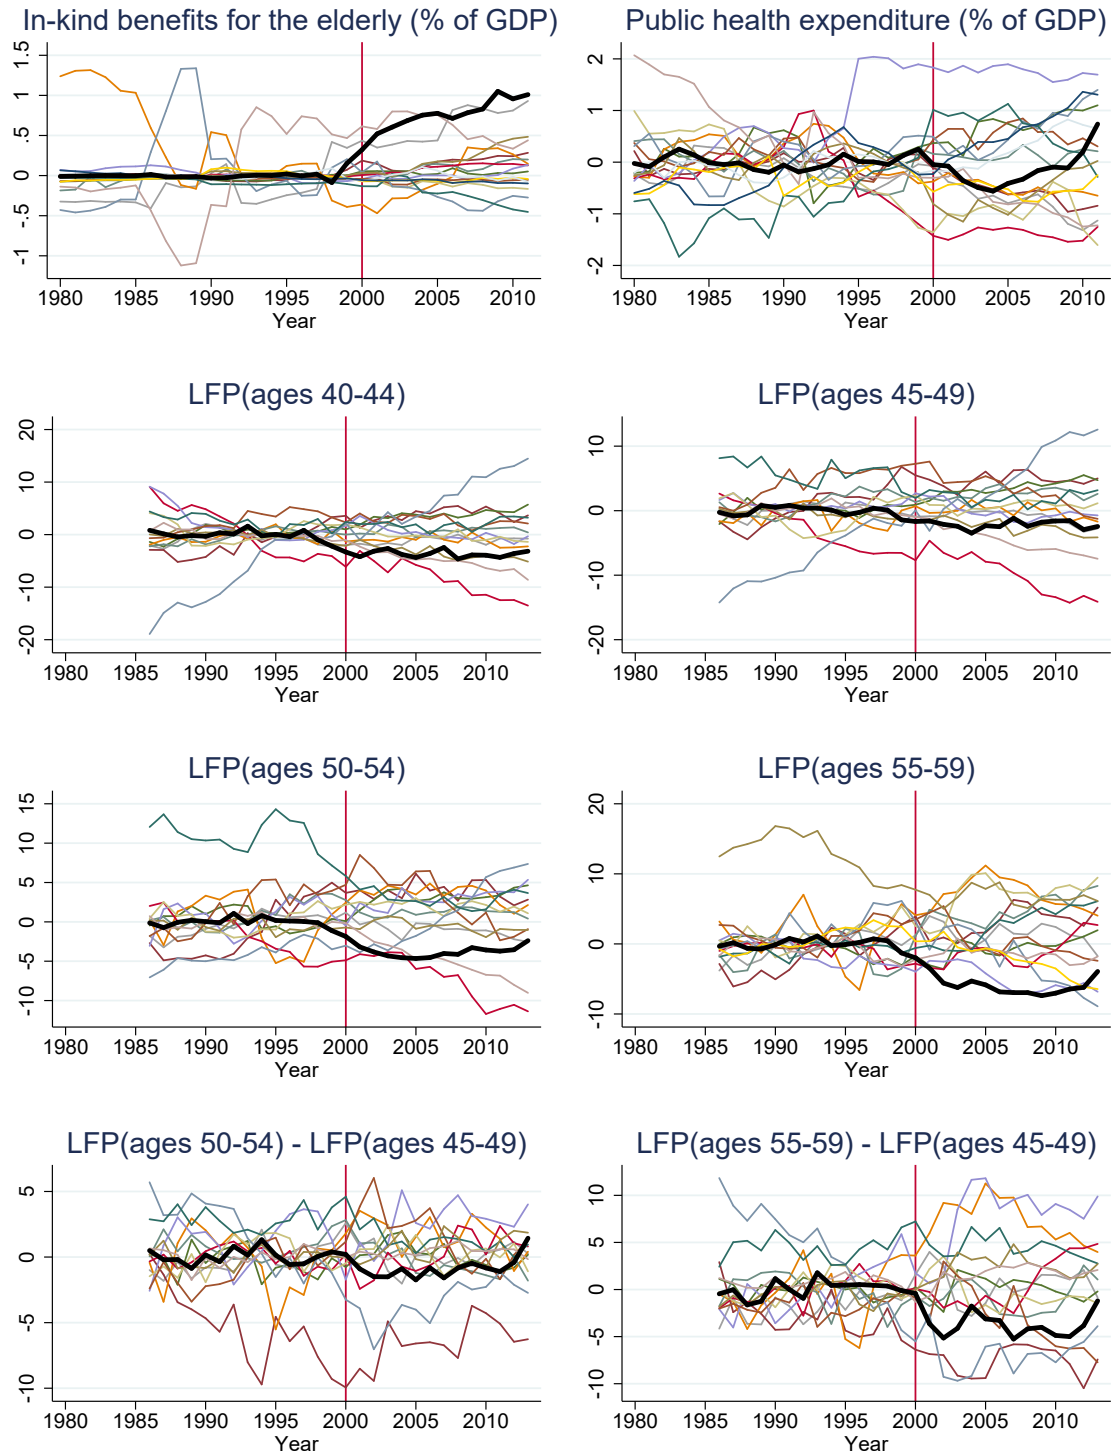 In-kind benefits for the elderly (% of GDP)
1.5
1
.5
0
-.5
-1
1980 1985 1990 1995 2000 2005 2010
Year
Public health expenditure (% of GDP)
2
1
0
-1
-2
1980 1985 1990 1995 2000 2005 2010
Year
LFP(ages 40-44)
20
10
0
-10
-20
1980 1985 1990 1995 2000 2005 2010
Year
LFP(ages 45-49)
10
0
-10
-20
1980 1985 1990 1995 2000 2005 2010
Year
LFP(ages 50-54)
15
10
5
0
-5
-10
1980 1985 1990 1995 2000 2005 2010
Year
LFP(ages 55-59)
20
10
0
-10
1980 1985 1990 1995 2000 2005 2010
Year
LFP(ages 50-54) - LFP(ages 45-49)
5
0
-5
-10
1980 1985 1990 1995 2000 2005 2010
Year
LFP(ages 55-59) - LFP(ages 45-49)
10
5
0
-5
-10
1980 1985 1990 1995 2000 2005 2010
Year